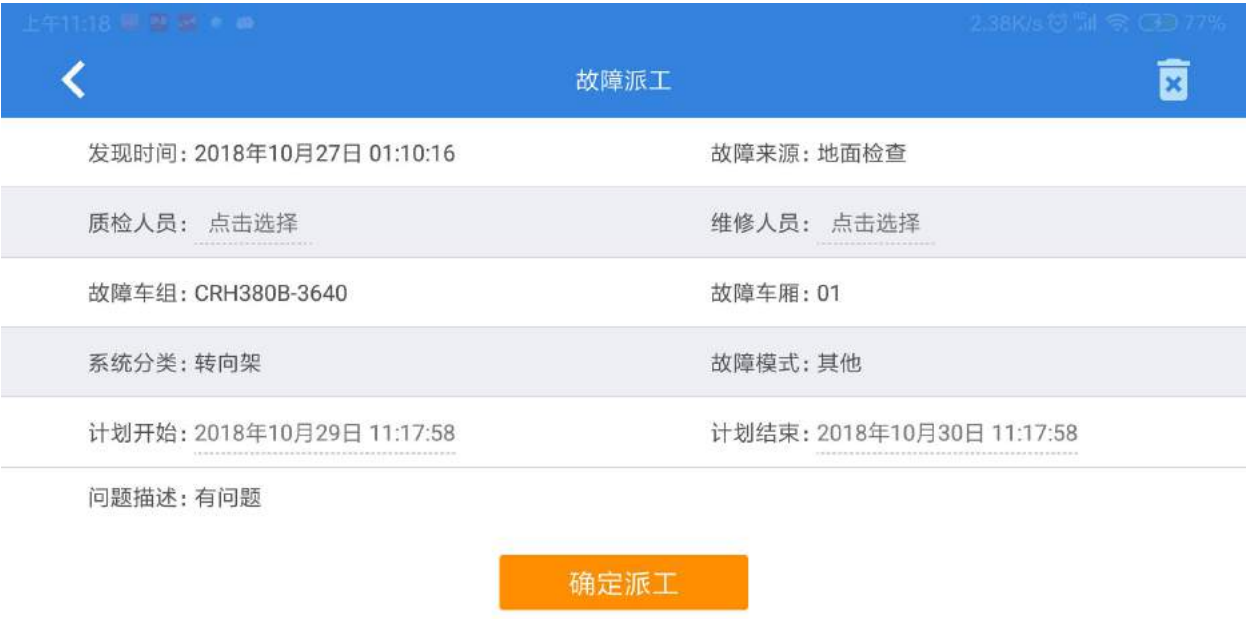 上午11:18 2.38K/s 77%
故障派工
发现时间: 2018年10月27日 01:10:16 故障来源: 地面检查
质检人员: 点击选择 维修人员: 点击选择
故障车组: CRH380B-3640 故障车厢: 01
系统分类: 转向架 故障模式: 其他
计划开始: 2018年10月29日 11:17:58 计划结束: 2018年10月30日 11:17:58
问题描述: 有问题
确定派工